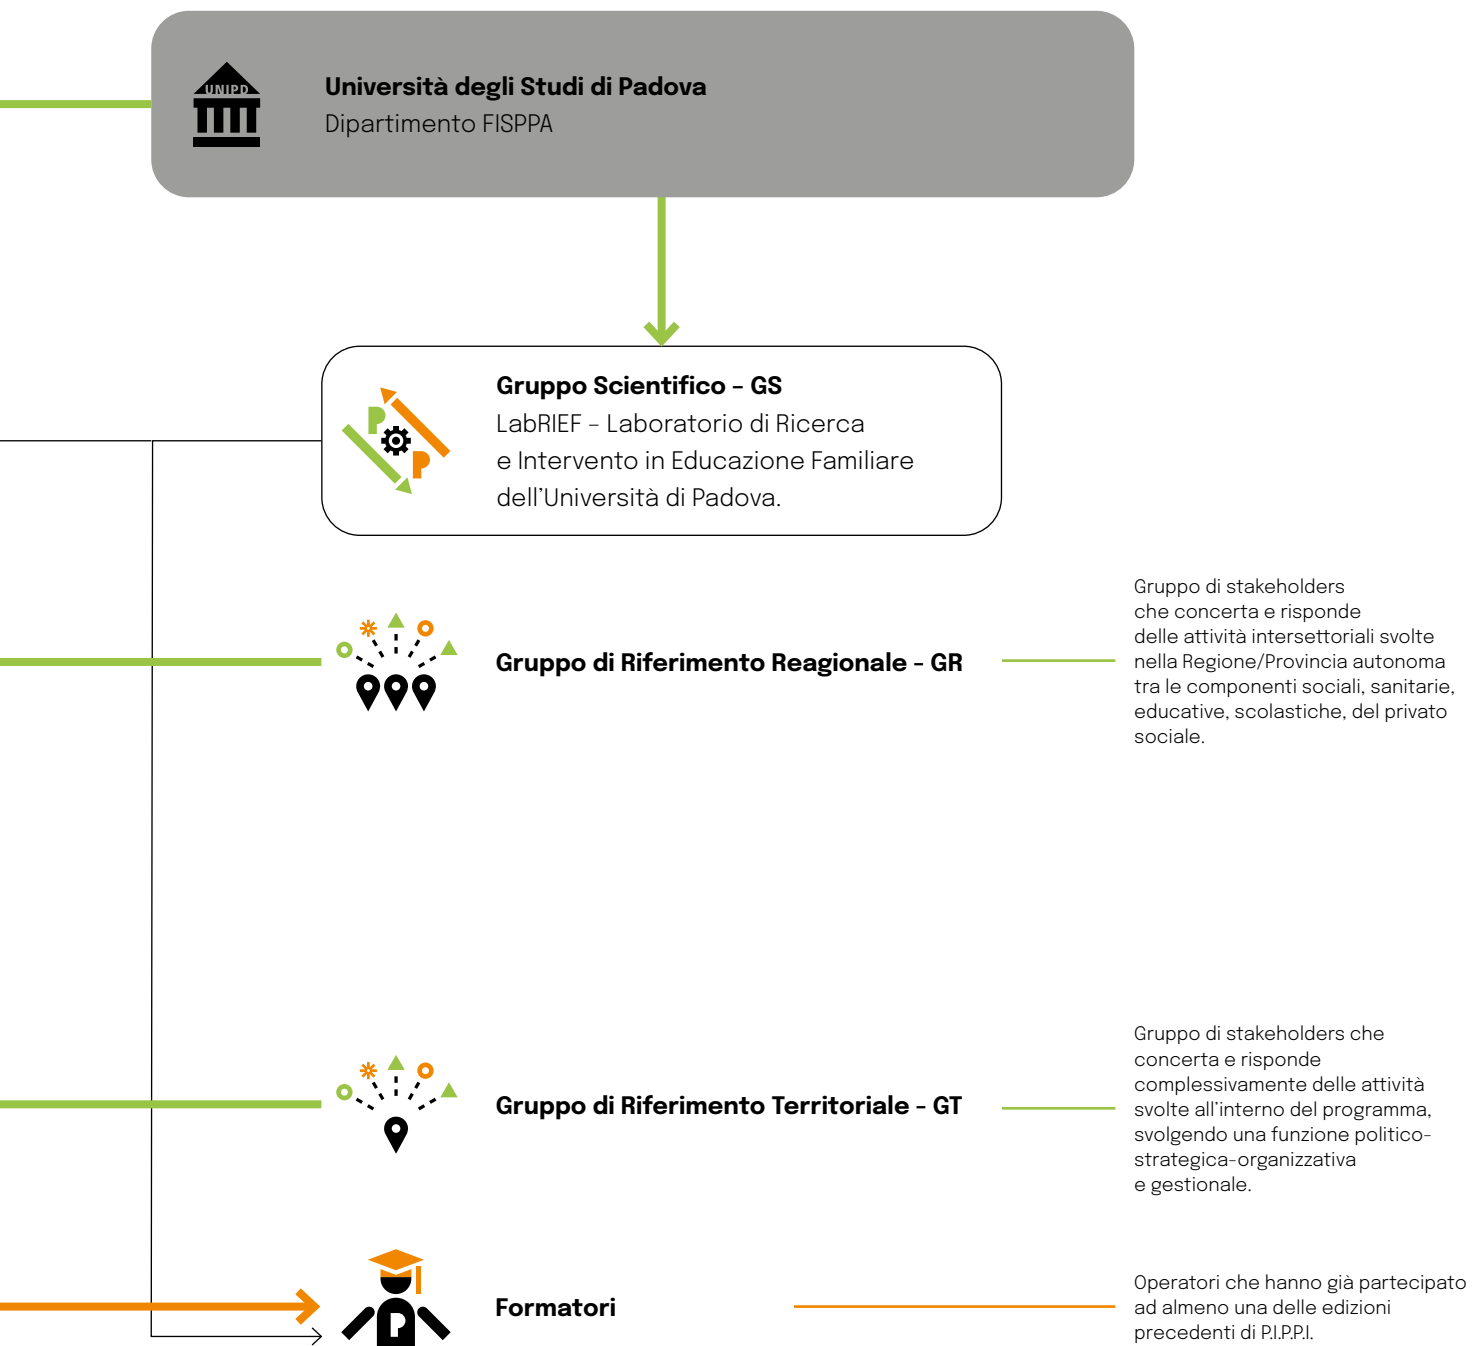 UNIPD
Università degli Studi di Padova
Dipartimento FISPPA
Gruppo Scientifico – GS
LabRIEF – Laboratorio di Ricerca
e Intervento in Educazione Familiare
dell'Università di Padova.
P
P
Gruppo di Riferimento Reagionale – GR
Gruppo di stakeholders
che concerta e risponde
delle attività intersettoriali svolte
nella Regione/Provincia autonoma
tra le componenti sociali, sanitarie,
educative, scolastiche, del privato
sociale.
Gruppo di Riferimento Territoriale – GT
Gruppo di stakeholders che
concerta e risponde
complessivamente delle attività
svolte all'interno del programma,
svolgendo una funzione politico-
strategica-organizzativa
e gestionale.
P
Formatori
Operatori che hanno già partecipato
ad almeno una delle edizioni
precedenti di P.I.P.P.I.